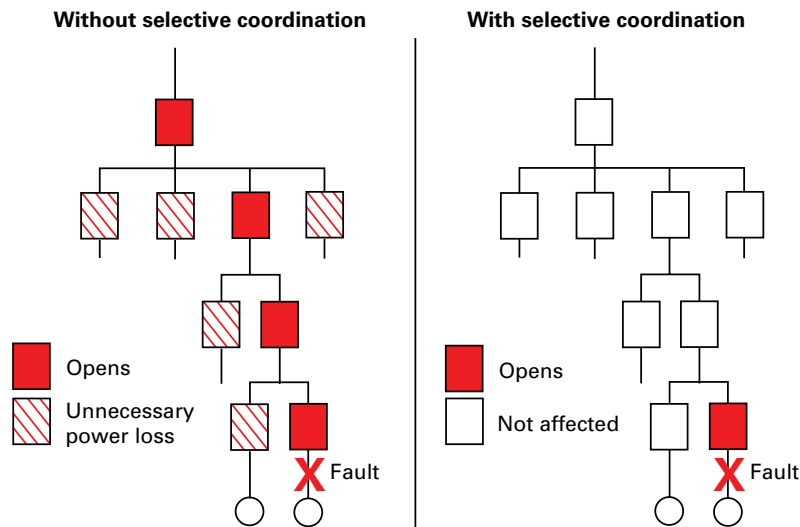 Without selective coordination
With selective coordination
Opens
Unnecessary
power loss
Fault
Opens
Not affected
Fault